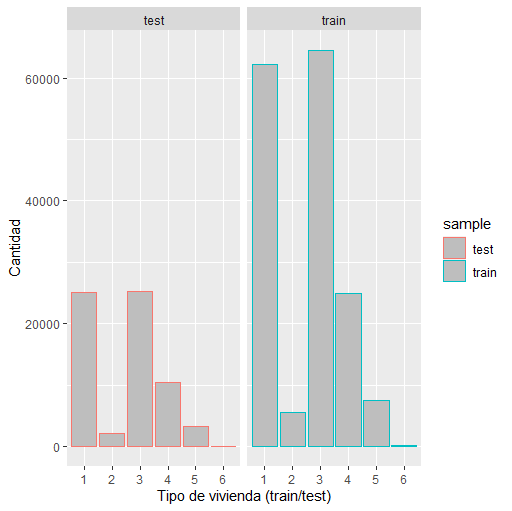 test train
60000
40000
20000
0
Cantidad
1 2 3 4 5 6 1 2 3 4 5 6
Tipo de vivienda (train/test)
sample
test
train